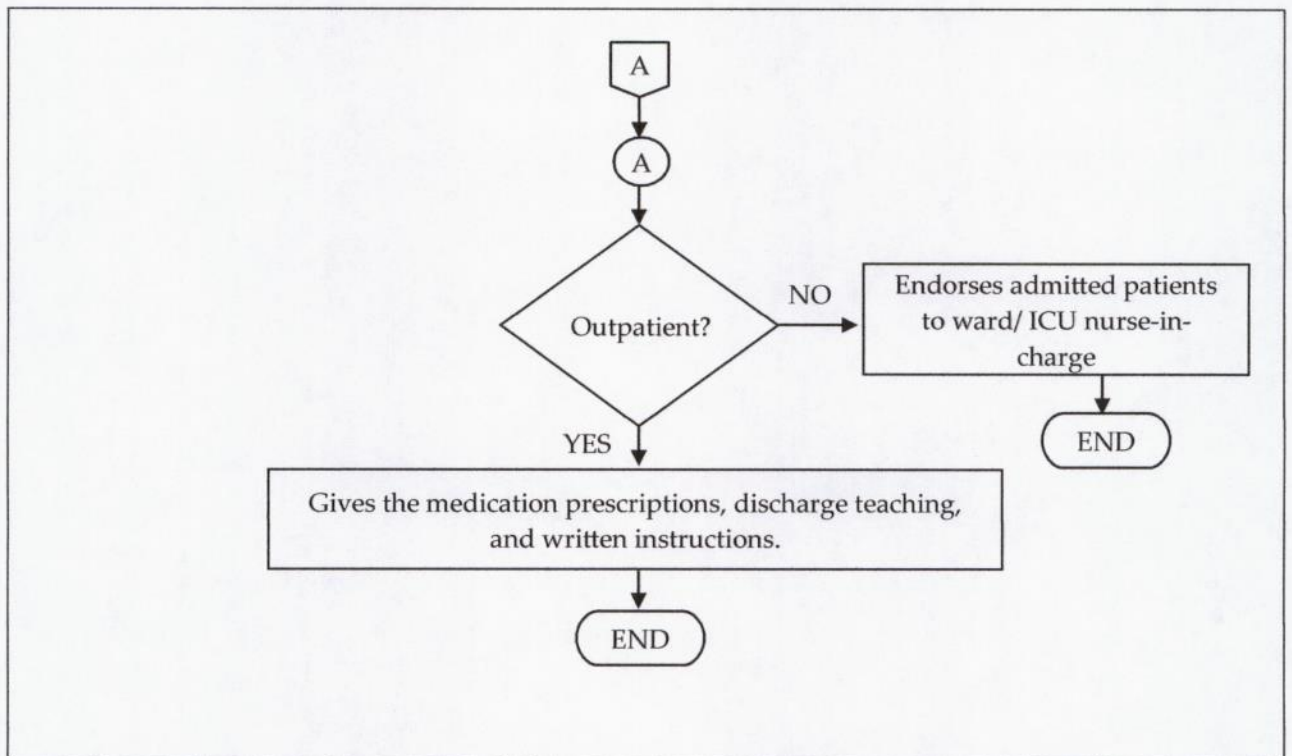 A
A
Outpatient?
NO
Endorses admitted patients
to ward/ ICU nurse-in-
charge
END
YES
Gives the medication prescriptions, discharge teaching,
and written instructions.
END